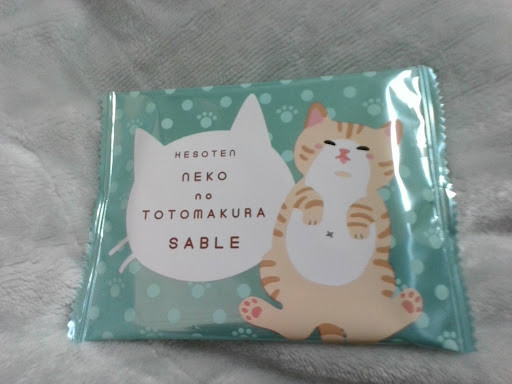 HESOTEN
NEKO
no
TOTOMAKURA
SABLE